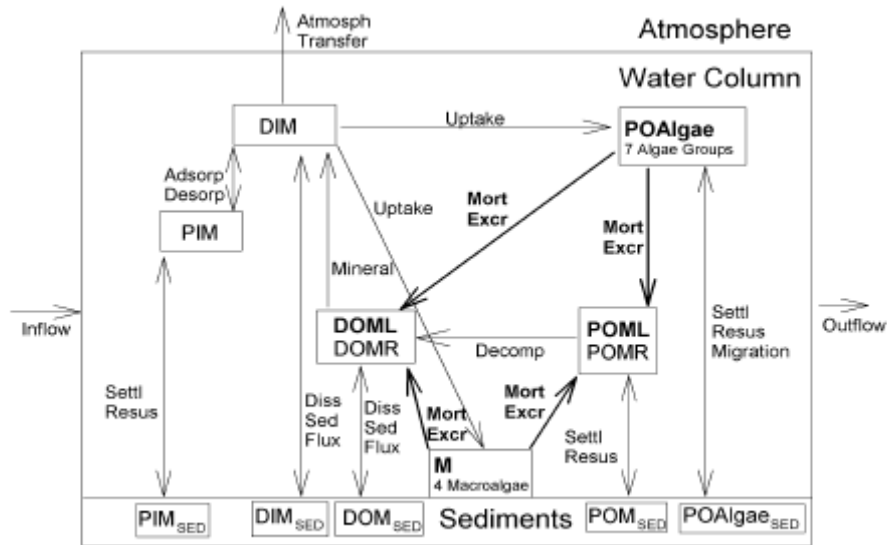 Atmosph
Transfer
Atmosphere
Water Column
DIM
Uptake
POAlgae
7 Algae Groups
Adsorp
Desorp
Mort
Excr
Uptake
Mort
Excr
PIM
Mineral
Inflow
DOML
DOMR
Decomp
POML
POMR
Settl
Resus
Migration
Outflow
Settl
Resus
Diss
Sed
Flux
Diss
Sed
Flux
Mort
Excr
Mort
Excr
Settl
Resus
M
4 Macroalgae
PIMSED
DIMSED
DOMSED
Sediments
POMSED
POAlgaeSED